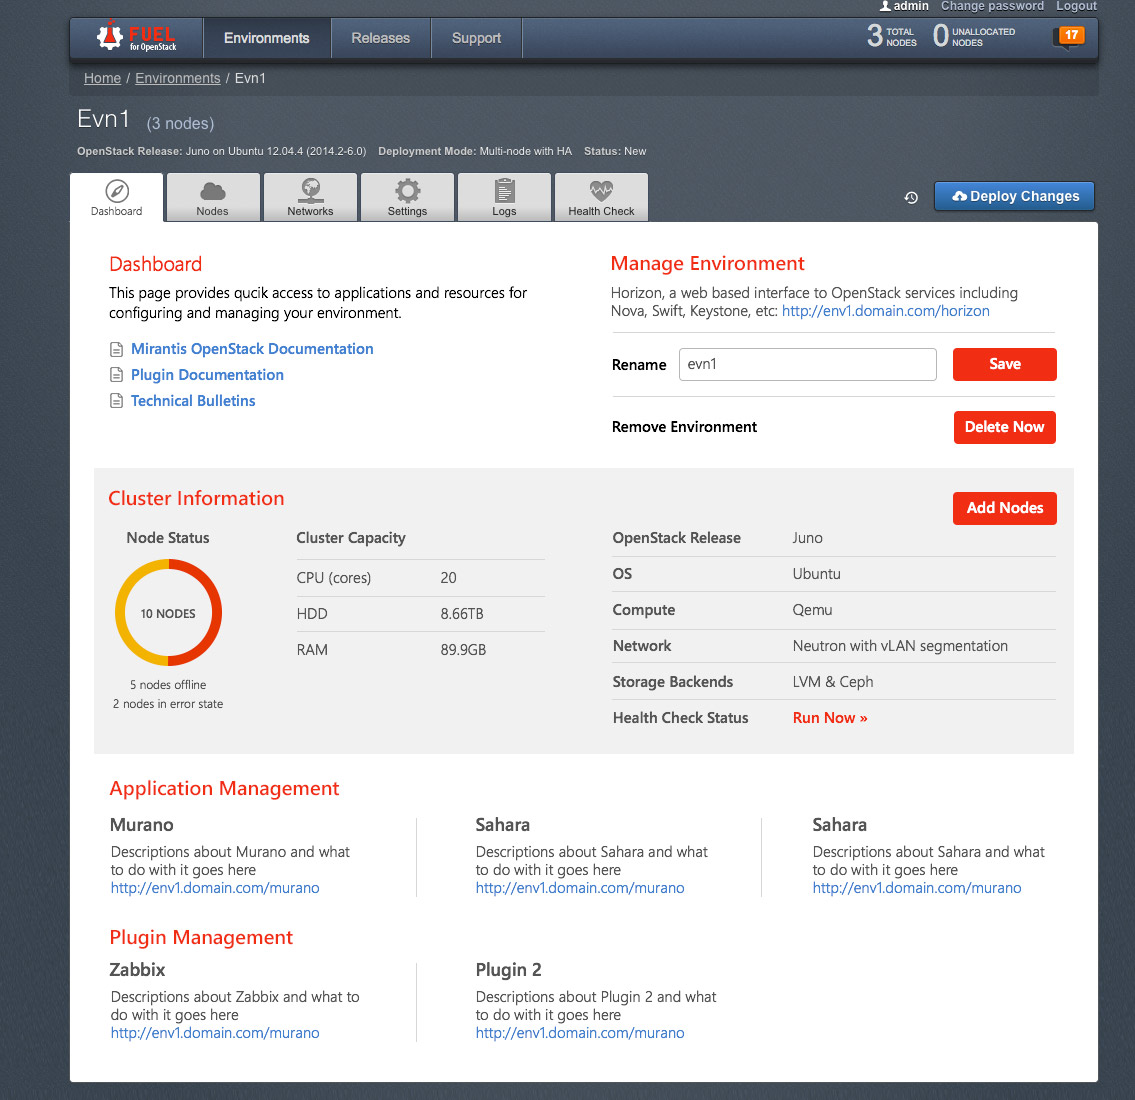 admin Change password Logout
FUEL
for OpenStack
Environments Releases Support
3 TOTAL NODES 0 UNALLOCATED NODES 17
Home / Environments / Evn1
Evn1 (3 nodes)
OpenStack Release: Juno on Ubuntu 12.04.4 (2014.2-6.0) Deployment Mode: Multi-node with HA Status: New
Dashboard Nodes Networks Settings Logs Health Check
Deploy Changes
Dashboard
This page provides qucik access to applications and resources for
configuring and managing your environment.
Mirantis OpenStack Documentation
Plugin Documentation
Technical Bulletins
Manage Environment
Horizon, a web based interface to OpenStack services including
Nova, Swift, Keystone, etc: http://env1.domain.com/horizon
Rename evn1 Save
Remove Environment Delete Now
Cluster Information
Add Nodes
Node Status
10 NODES
5 nodes offline
2 nodes in error state
Cluster Capacity
CPU (cores) 20
HDD 8.66TB
RAM 89.9GB
OpenStack Release Juno
OS Ubuntu
Compute Qemu
Network Neutron with vLAN segmentation
Storage Backends LVM & Ceph
Health Check Status Run Now »
Application Management
Murano
Descriptions about Murano and what
to do with it goes here
http://env1.domain.com/murano
Sahara
Descriptions about Sahara and what
to do with it goes here
http://env1.domain.com/murano
Sahara
Descriptions about Sahara and what
to do with it goes here
http://env1.domain.com/murano
Plugin Management
Zabbix
Descriptions about Zabbix and what to
do with it goes here
http://env1.domain.com/murano
Plugin 2
Descriptions about Plugin 2 and what
to do with it goes here
http://env1.domain.com/murano